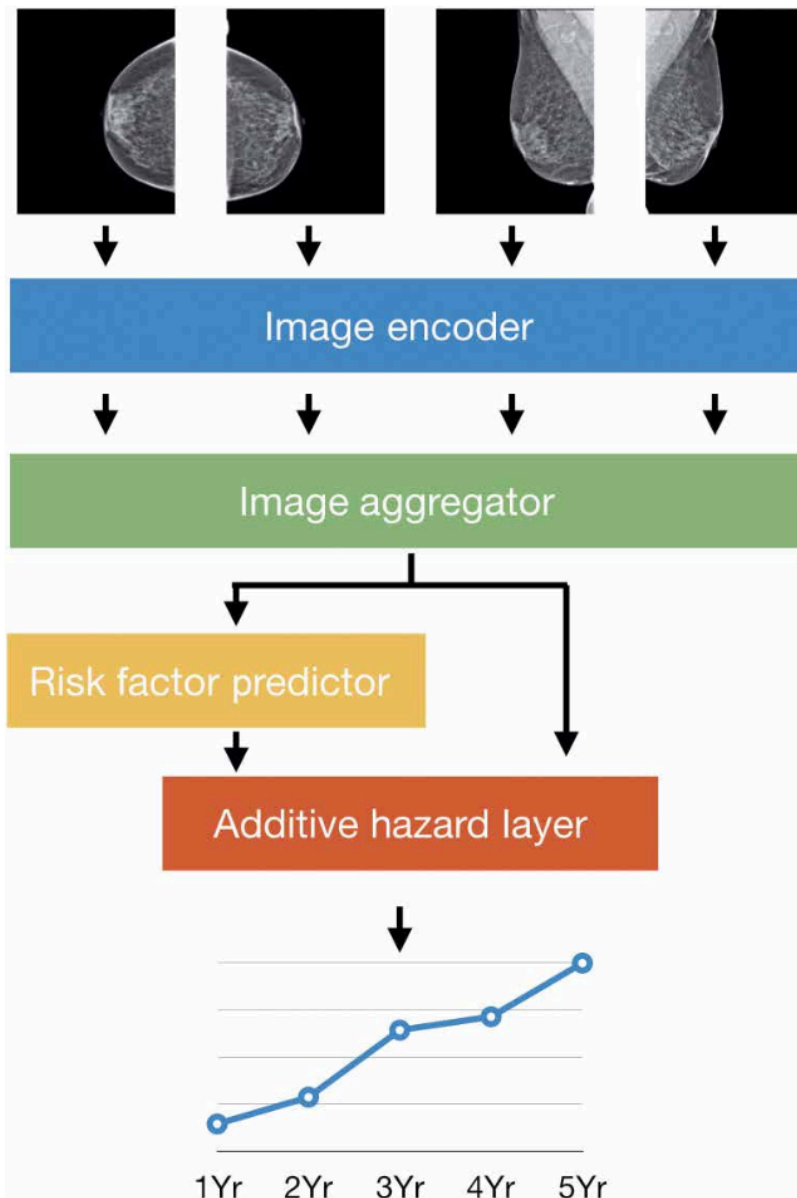 Image encoder
Image aggregator
Risk factor predictor
Additive hazard layer
1Yr 2Yr 3Yr 4Yr 5Yr